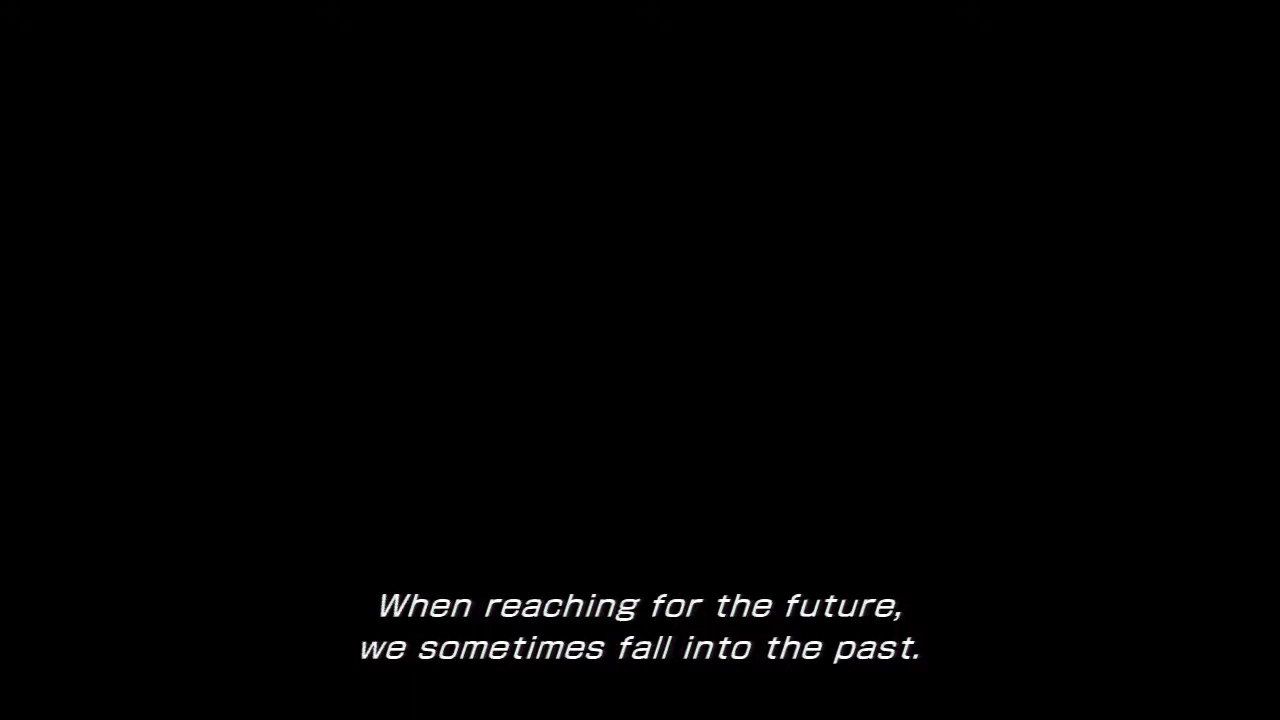 When reaching for the future,
we sometimes fall into the past.